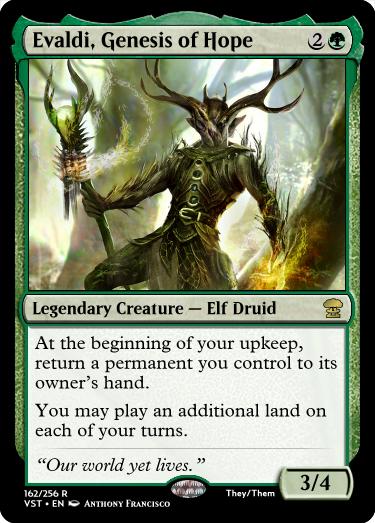 Evaldi, Genesis of Hope 2
Legendary Creature — Elf Druid
At the beginning of your upkeep,
return a permanent you control to its
owner's hand.
You may play an additional land on
each of your turns.
“Our world yet lives.”
3/4
162/256 R
They/Them
VST • EN Anthony Francisco